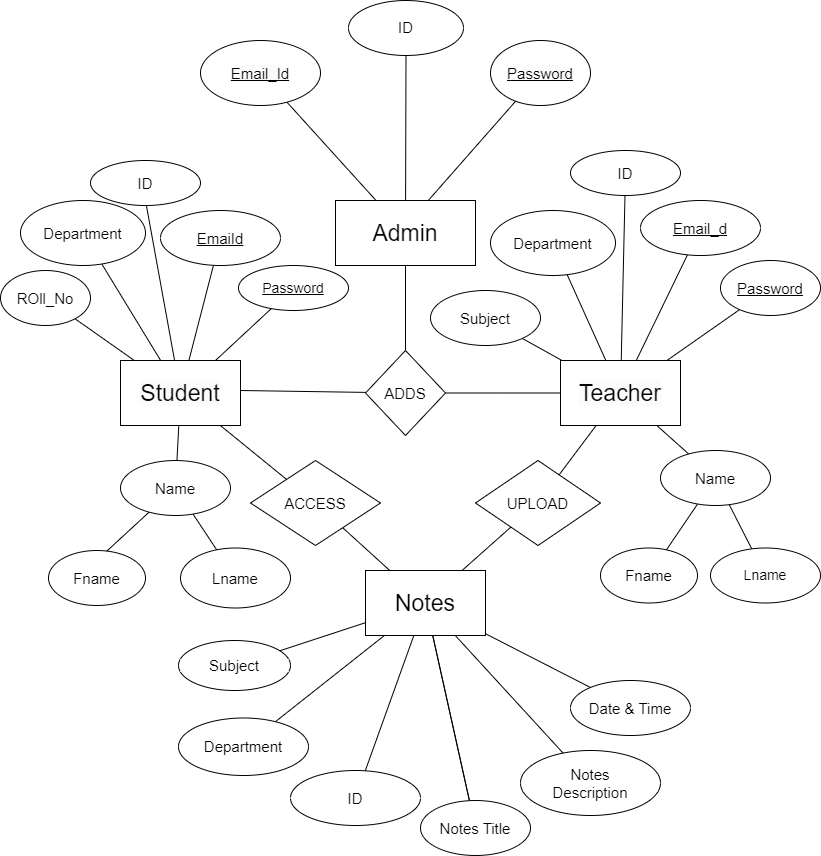 ID
Email_Id
Password
Admin
ID
Department
EmaId
ROll_No
Password
Student
ID
Department
Email_d
Subject
Password
Teacher
ADDS
Name
Fname
Lname
ACCESS
UPLOAD
Name
Fname
Lname
Notes
Subject
Department
ID
Notes Title
Notes
Description
Date & Time